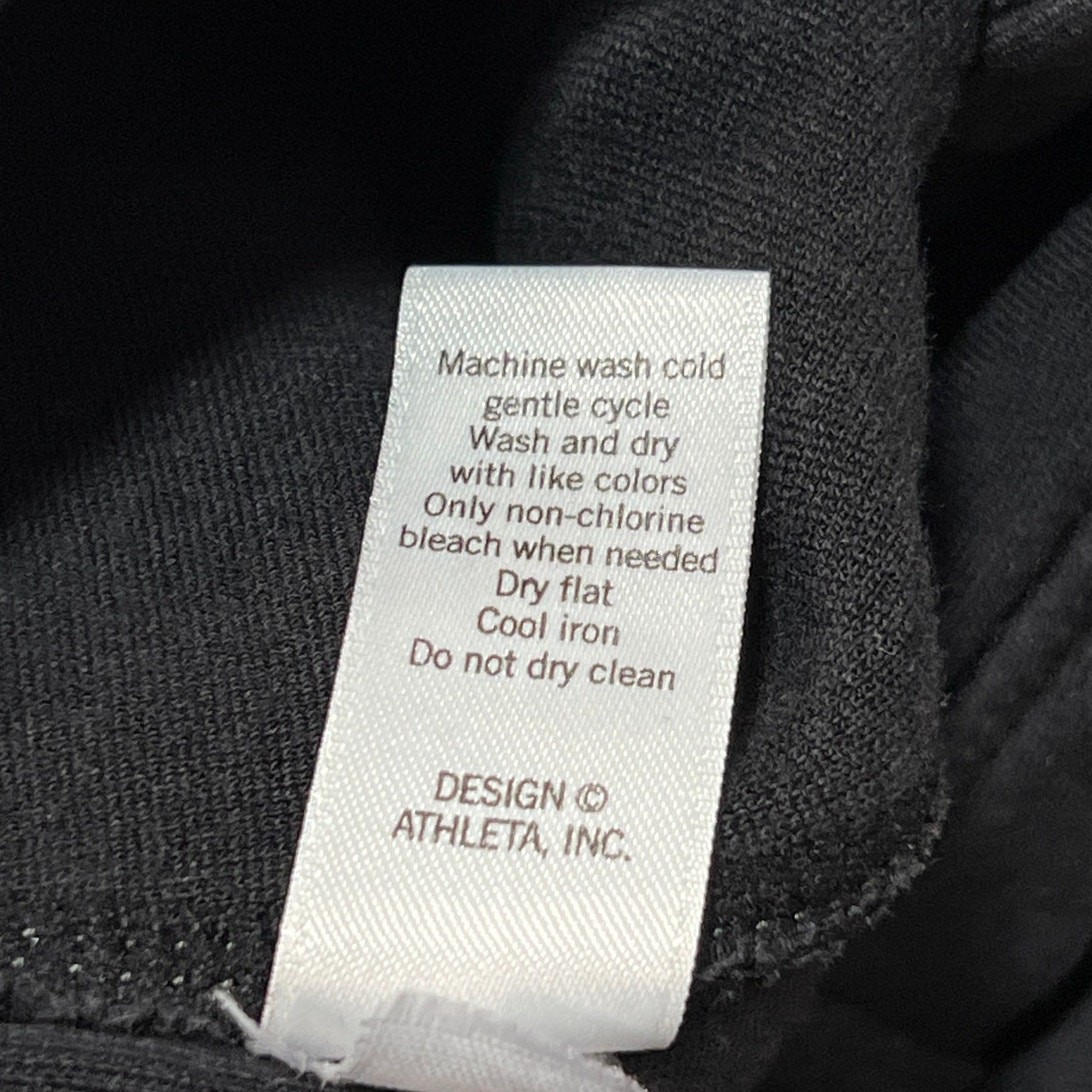 Machine wash cold
gentle cycle
Wash and dry
with like colors
Only non-chlorine
bleach when needed
Dry flat
Cool iron
Do not dry clean
DESIGN ©
ATHLETA, INC.